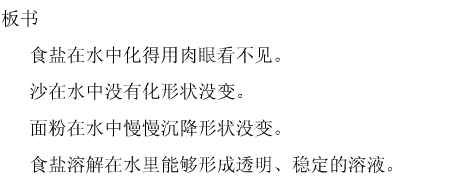 板书
食盐在水中化得用肉眼看不见。
沙在水中没有化形状没变。
面粉在水中慢慢沉降形状没变。
食盐溶解在水里能够形成透明、稳定的溶液。